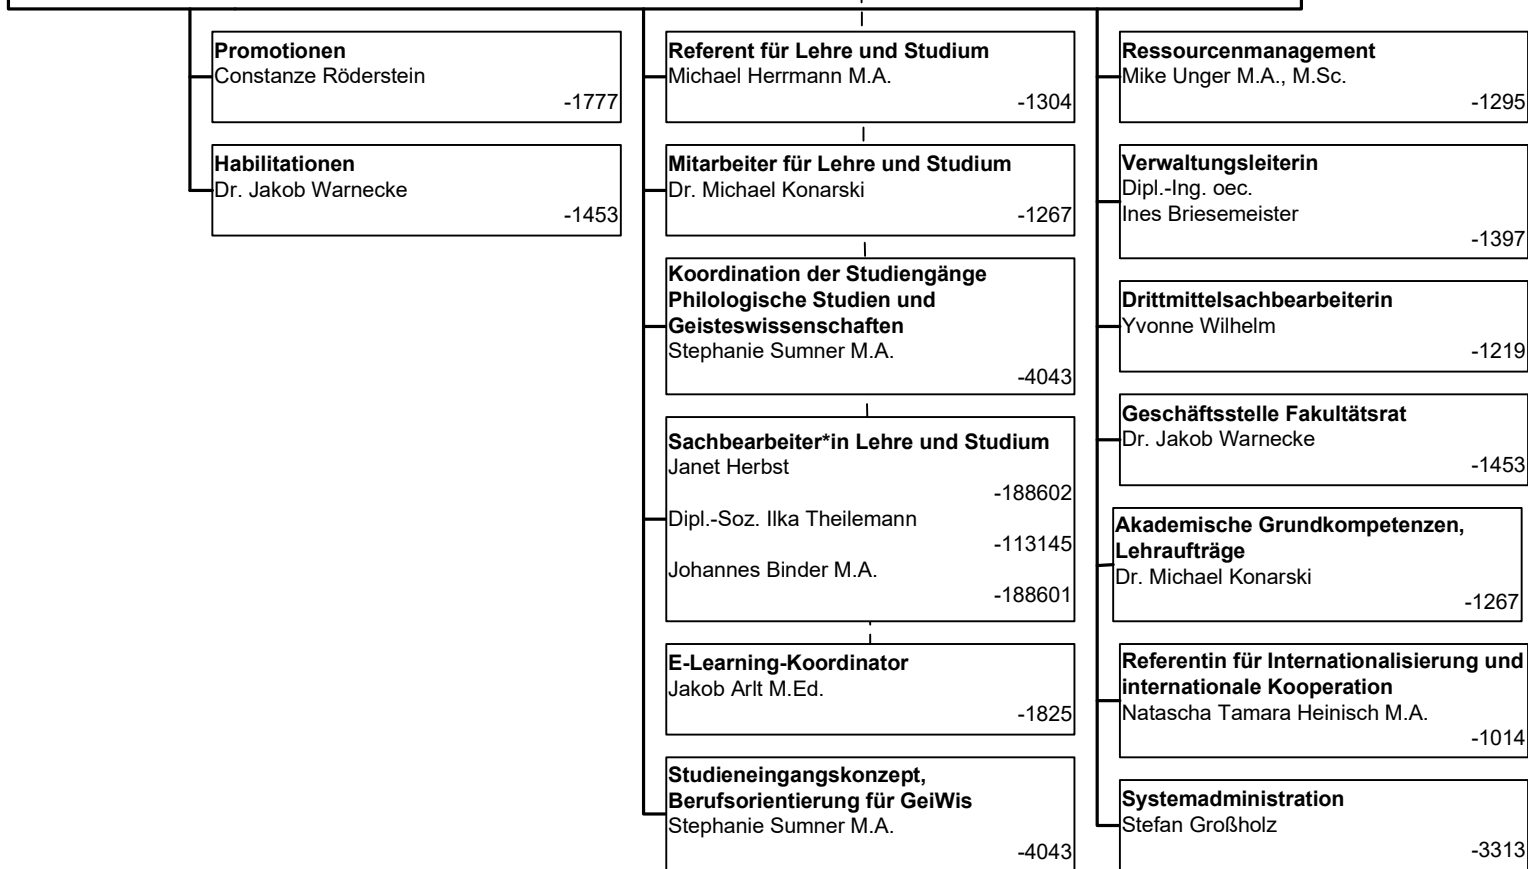 Promotionen
Constanze Röderstein
-1777
Habilitationen
Dr. Jakob Warnecke
-1453
Referent für Lehre und Studium
Michael Herrmann M.A.
-1304
Mitarbeiter für Lehre und Studium
Dr. Michael Konarski
-1267
Koordination der Studiengänge
Philologische Studien und
Geisteswissenschaften
Stephanie Sumner M.A.
-4043
Sachbearbeiter*in Lehre und Studium
Janet Herbst
-188602
Dipl.-Soz. Ilka Theilemann
-113145
Johannes Binder M.A.
-188601
E-Learning-Koordinator
Jakob Arlt M.Ed.
-1825
Studieneingangskonzept,
Berufsorientierung für GeiWis
Stephanie Sumner M.A.
-4043
Ressourcenmanagement
Mike Unger M.A., M.Sc.
-1295
Verwaltungsleiterin
Dipl.-Ing. oec.
Ines Briesemeister
-1397
Drittmittelsachbearbeiterin
Yvonne Wilhelm
-1219
Geschäftsstelle Fakultätsrat
Dr. Jakob Warnecke
-1453
Akademische Grundkompetenzen,
Lehraufträge
Dr. Michael Konarski
-1267
Referentin für Internationalisierung und
internationale Kooperation
Natascha Tamara Heinisch M.A.
-1014
Systemadministration
Stefan Großholz
-3313